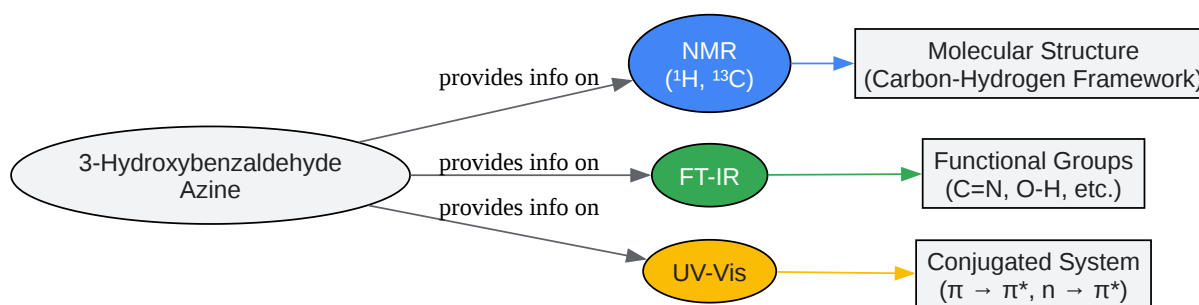 3-Hydroxybenzaldehyde
Azine
provides info on
NMR
(¹H, ¹³C)
Molecular Structure
(Carbon-Hydrogen Framework)
provides info on
FT-IR
Functional Groups
(C=N, O-H, etc.)
provides info on
UV-Vis
Conjugated System
(π → π*, n → π*)